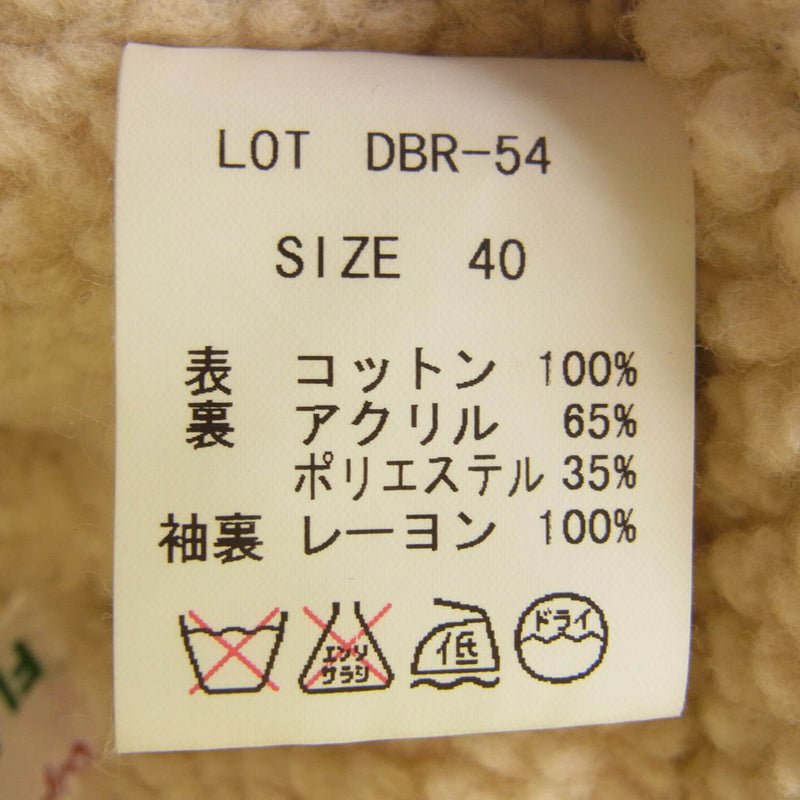 LOT DBR-54
SIZE 40
表 コットン 100%
裏 アクリル 65%
ポリエステル 35%
袖裏 レーヨン 100%
エンソ
サラシ
低
ドライ